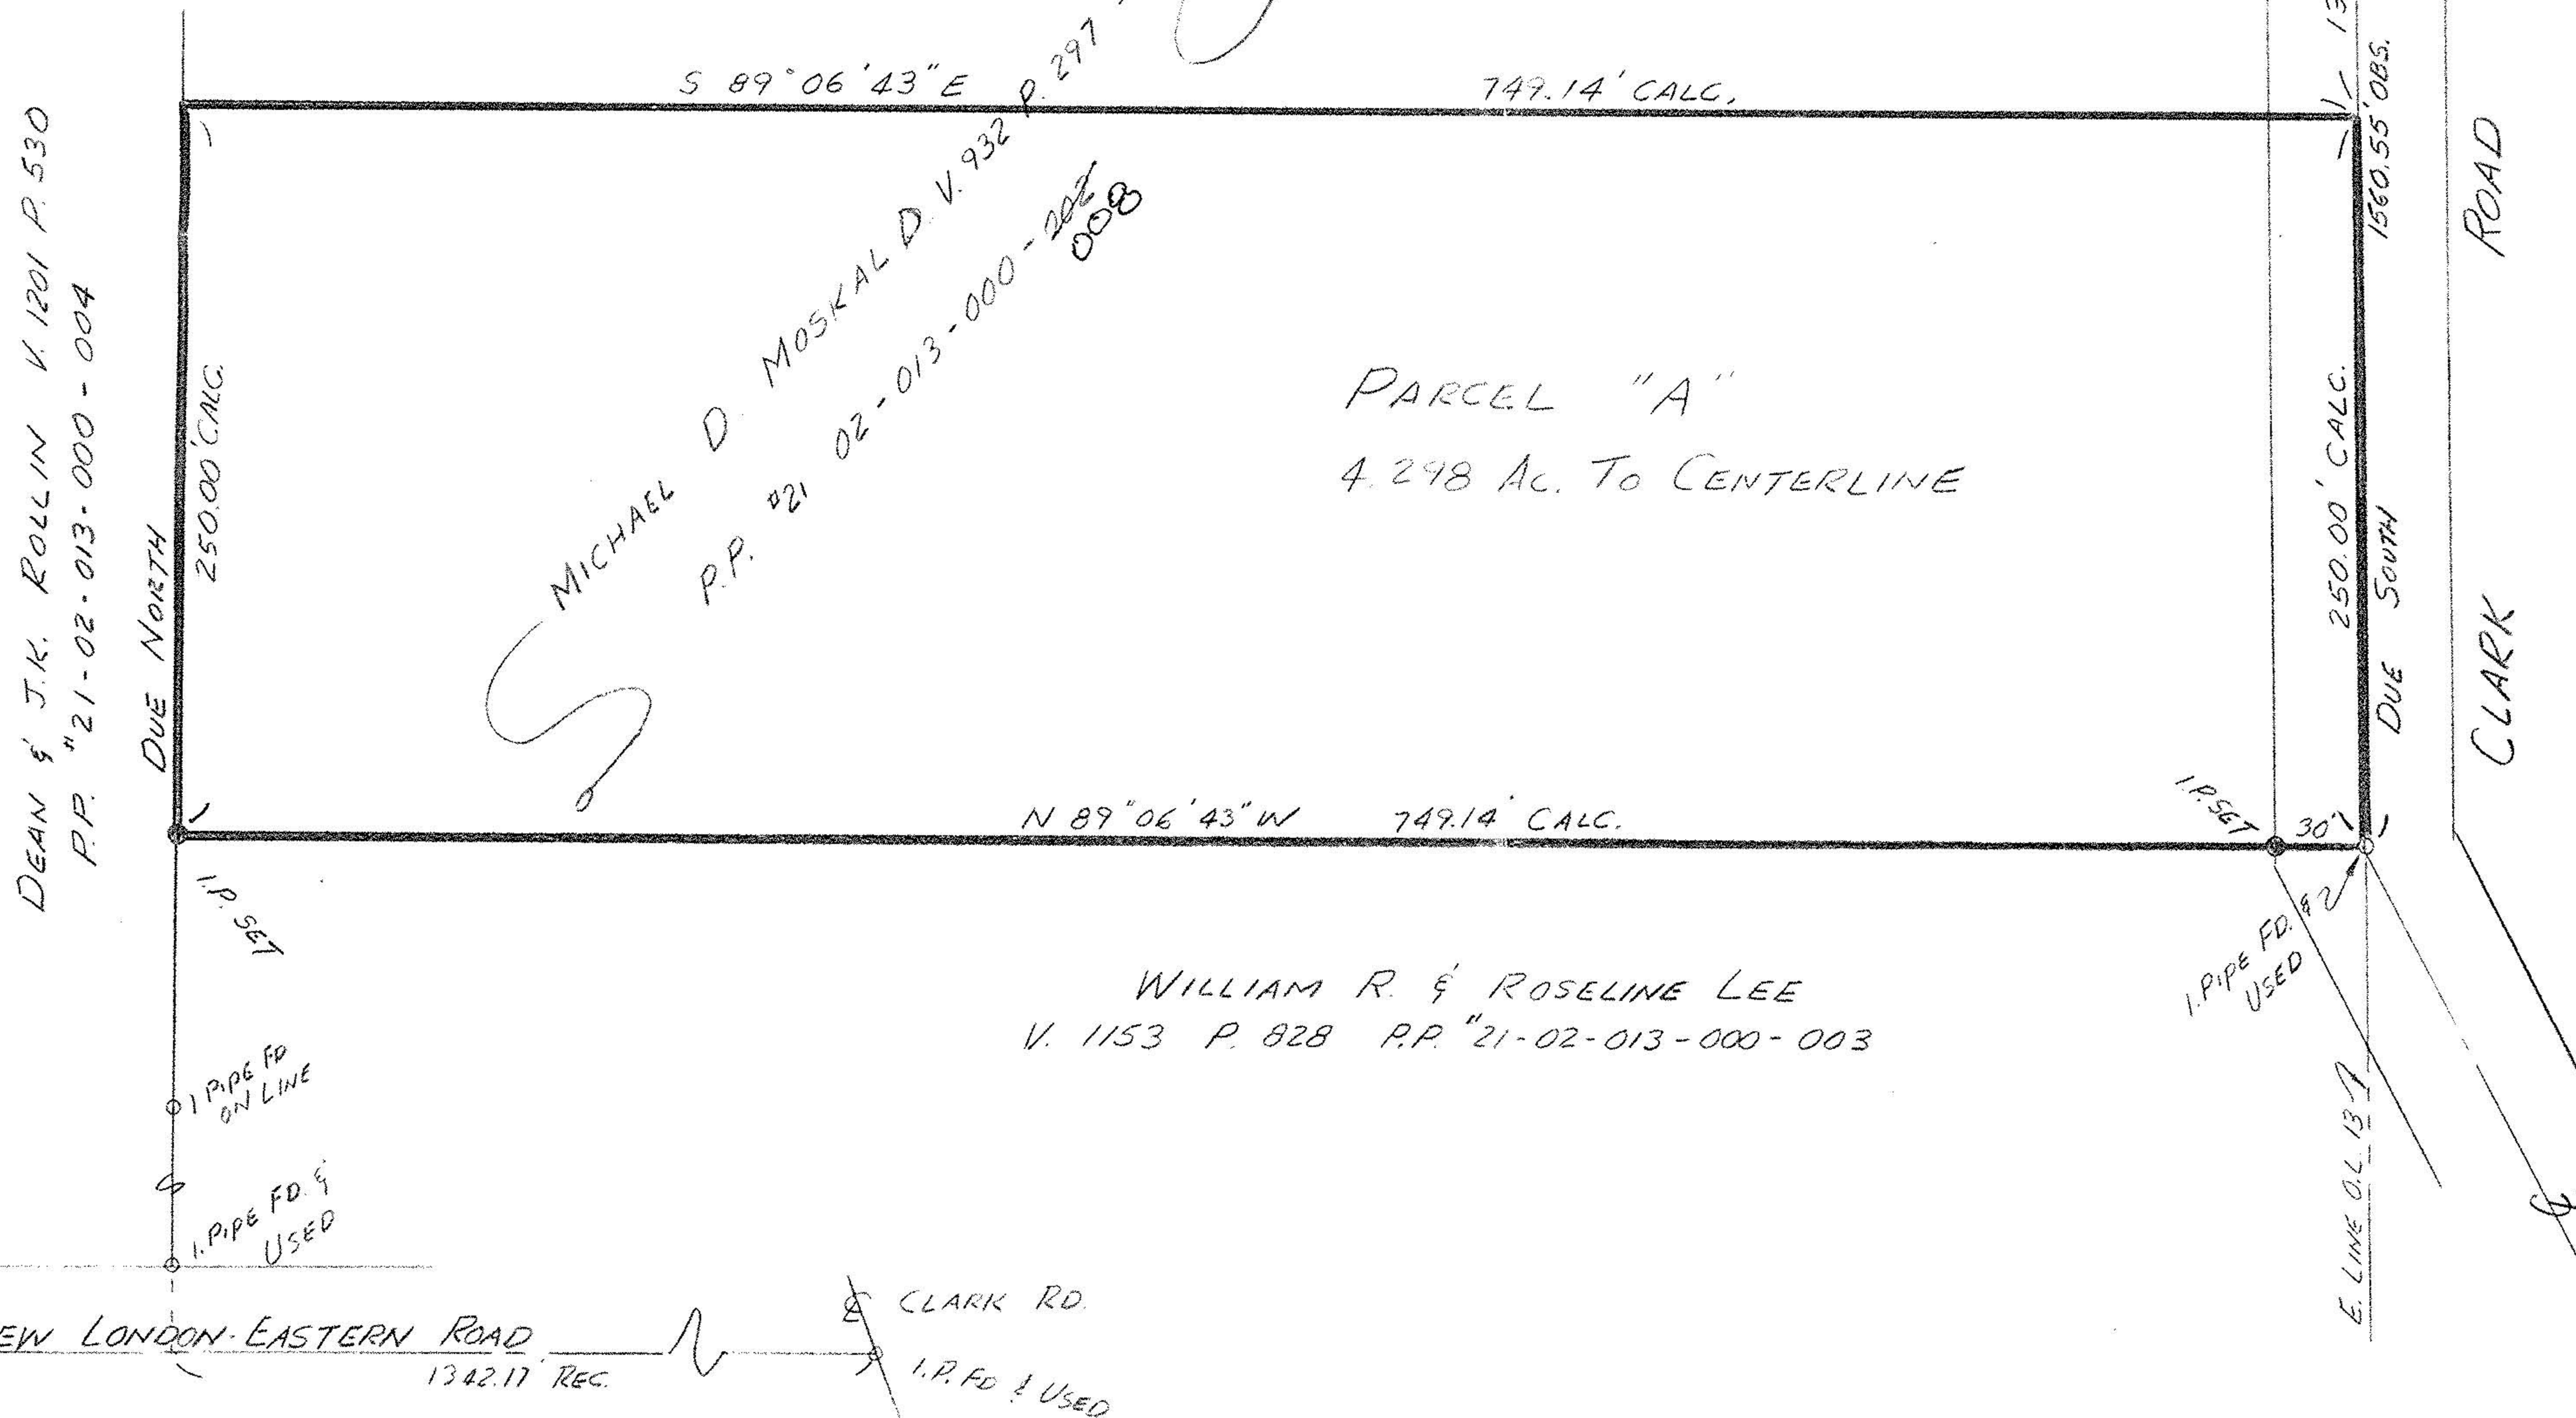 S 89°06'43"E 749.14' CALC.
13
1560.55' OBS.
DEAN & J.K. ROLLIN V. 1201 P. 530
P.P. #21-02-013-000-004
DUE NORTH
250.00' CALC.
MICHAEL D. MOSKAL D.V. 932 P. 297
P.P. #21 02-013-000-202
008
PARCEL "A"
4.298 AC. TO CENTERLINE
250.00' CALC.
DUE SOUTH
CLARK ROAD
N 89°06'43"W 749.14' CALC.
I.P. SET
30'
I.P. SET
I. PIPE FD. &
USED
WILLIAM R. & ROSELINE LEE
V. 1153 P. 828 P.P. #21-02-013-000-003
I PIPE FD
ON LINE
I. PIPE FD. &
USED
E. LINE O.L. 13
℄
℄ CLARK RD.
EW LONDON-EASTERN ROAD
1342.17' REC.
I.P. FD & USED